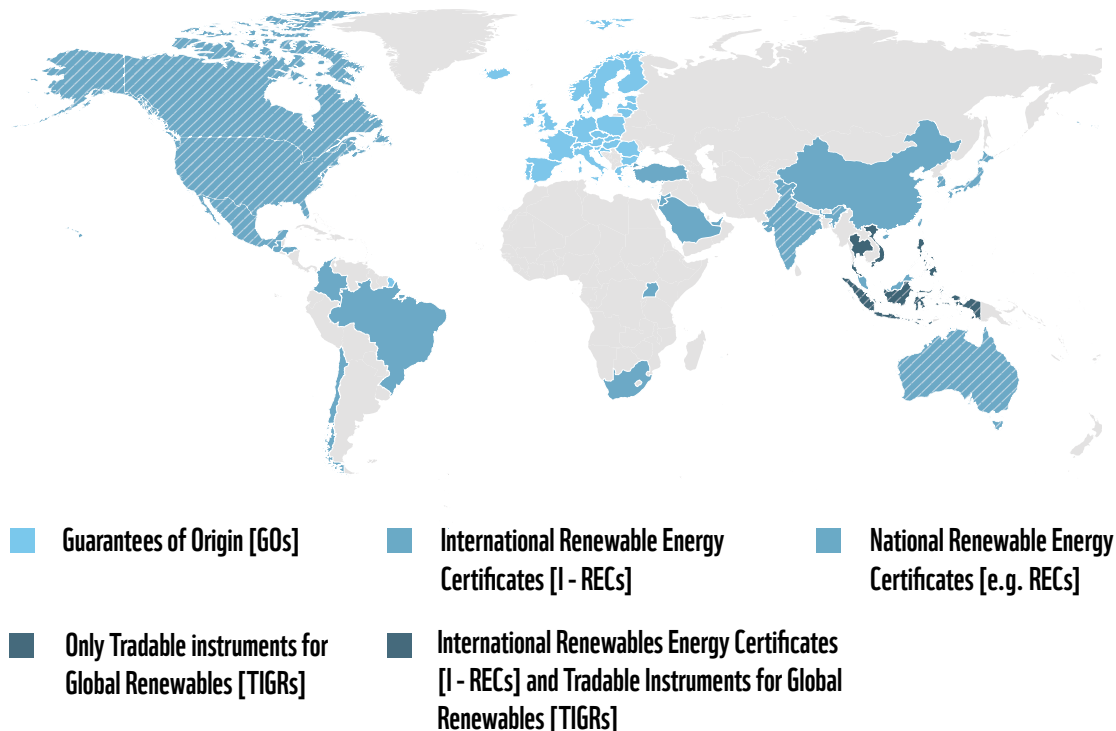 Guarantees of Origin [GOs]
International Renewable Energy
Certificates [I - RECs]
National Renewable Energy
Certificates [e.g. RECs]
Only Tradable instruments for
Global Renewables [TIGRs]
International Renewables Energy Certificates
[I - RECs] and Tradable Instruments for Global
Renewables [TIGRs]